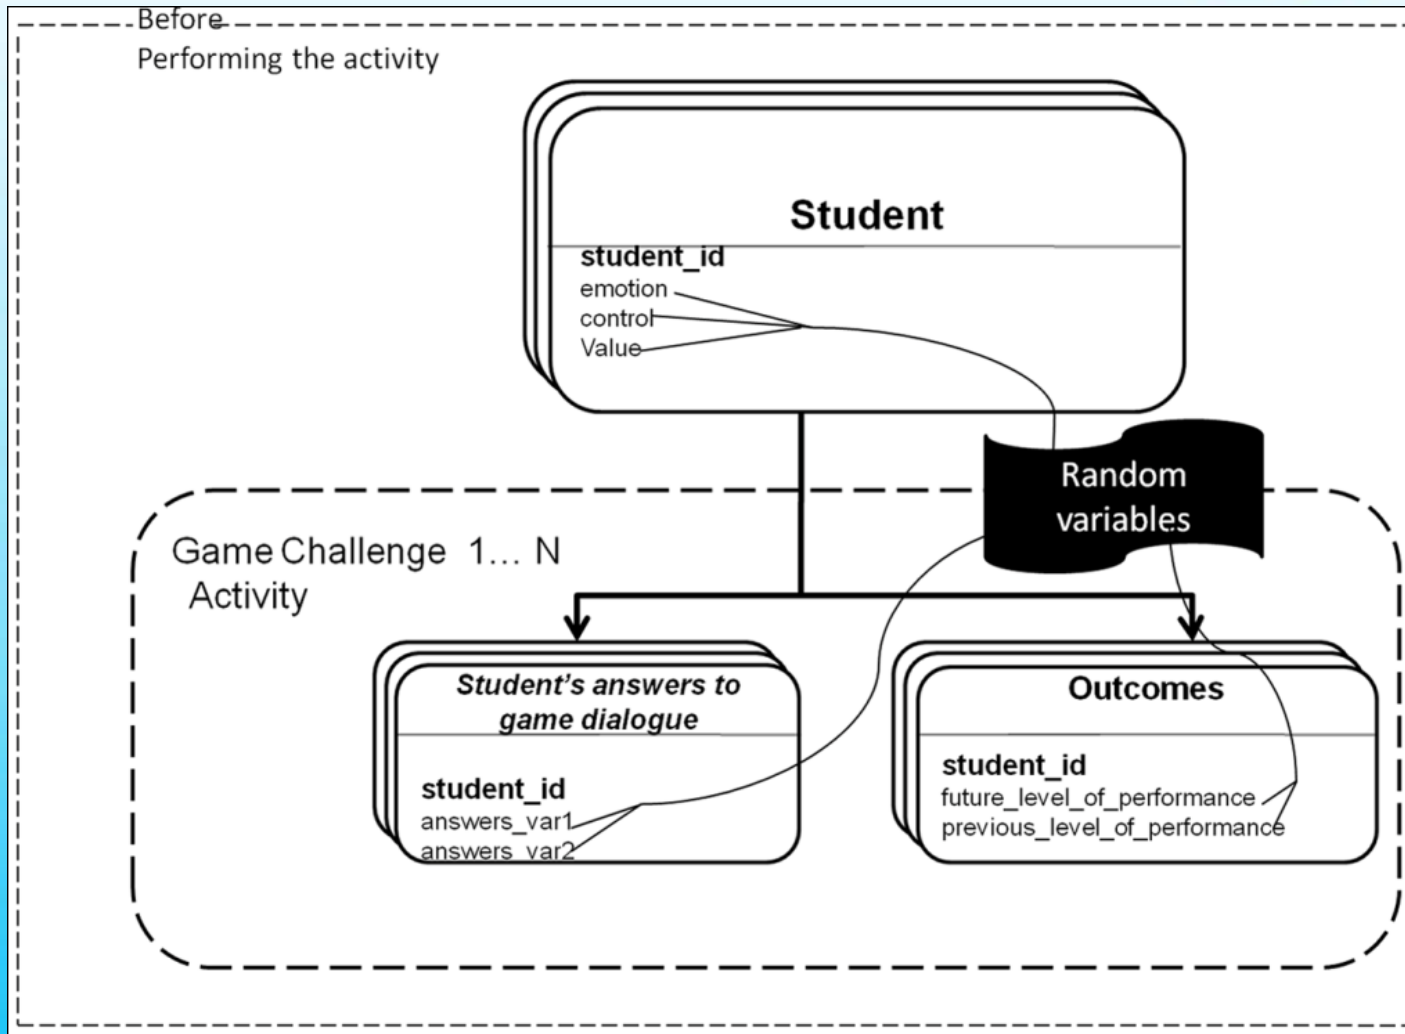 Before
Performing the activity
Student
student_id
emotion
control
Value
Random
variables
Game Challenge 1... N
Activity
Student's answers to
game dialogue
student_id
answers_var1
answers_var2
Outcomes
student_id
future_level_of_performance
previous_level_of_performance